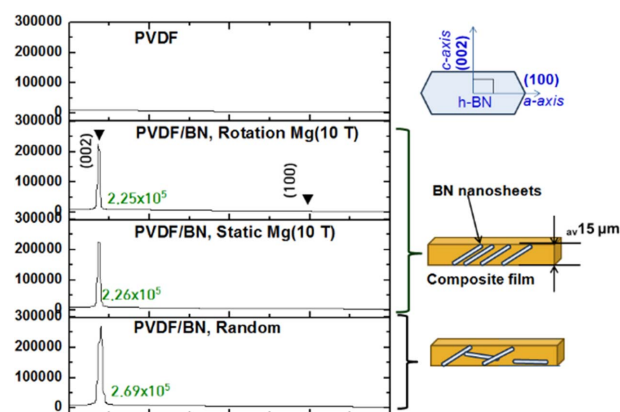 300000
PVDF
200000
100000
0
300000
PVDF/BN, Rotation Mg(10 T)
(002)
200000
(100)
100000
2.25x10⁵
0
300000
PVDF/BN, Static Mg(10 T)
200000
100000
2.26x10⁵
0
300000
PVDF/BN, Random
200000
100000
2.69x10⁵
0
c-axis
(002)
(100)
h-BN
a-axis
BN nanosheets
av15 µm
Composite film